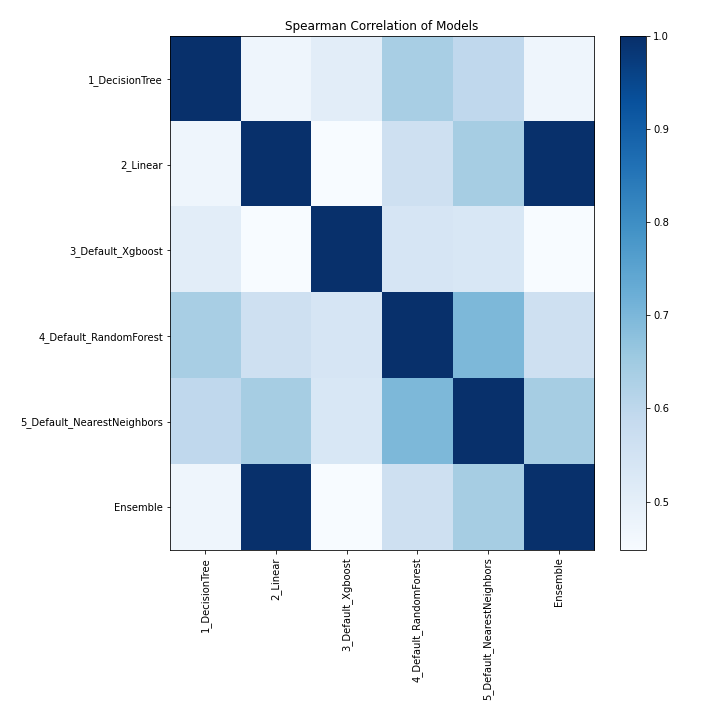 Spearman Correlation of Models
1_DecisionTree
2_Linear
3_Default_Xgboost
4_Default_RandomForest
5_Default_NearestNeighbors
Ensemble
1_DecisionTree
2_Linear
3_Default_Xgboost
4_Default_RandomForest
5_Default_NearestNeighbors
Ensemble
1.0
0.9
0.8
0.7
0.6
0.5